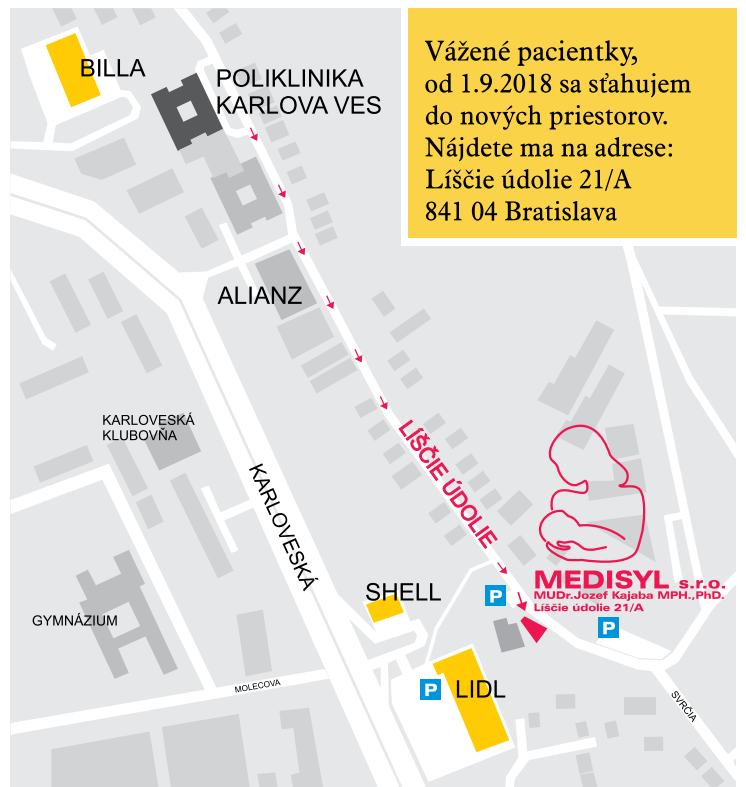 Vážené pacientky,
od 1.9.2018 sa sťahujem
do nových priestorov.
Nájdete ma na adrese:
Líščie údolie 21/A
841 04 Bratislava
BILLA
POLIKLINIKA
KARLOVA VES
ALIANZ
KARLOVESKÁ
KLUBOVŇA
LÍŠČIE ÚDOLIE
KARLOVESKÁ
MEDISYL s.r.o.
MUDr.Jozef Kajaba MPH.,PhD.
Líščie údolie 21/A
SHELL
P
P
GYMNÁZIUM
P
LIDL
MOLECOVA
SVRČIA